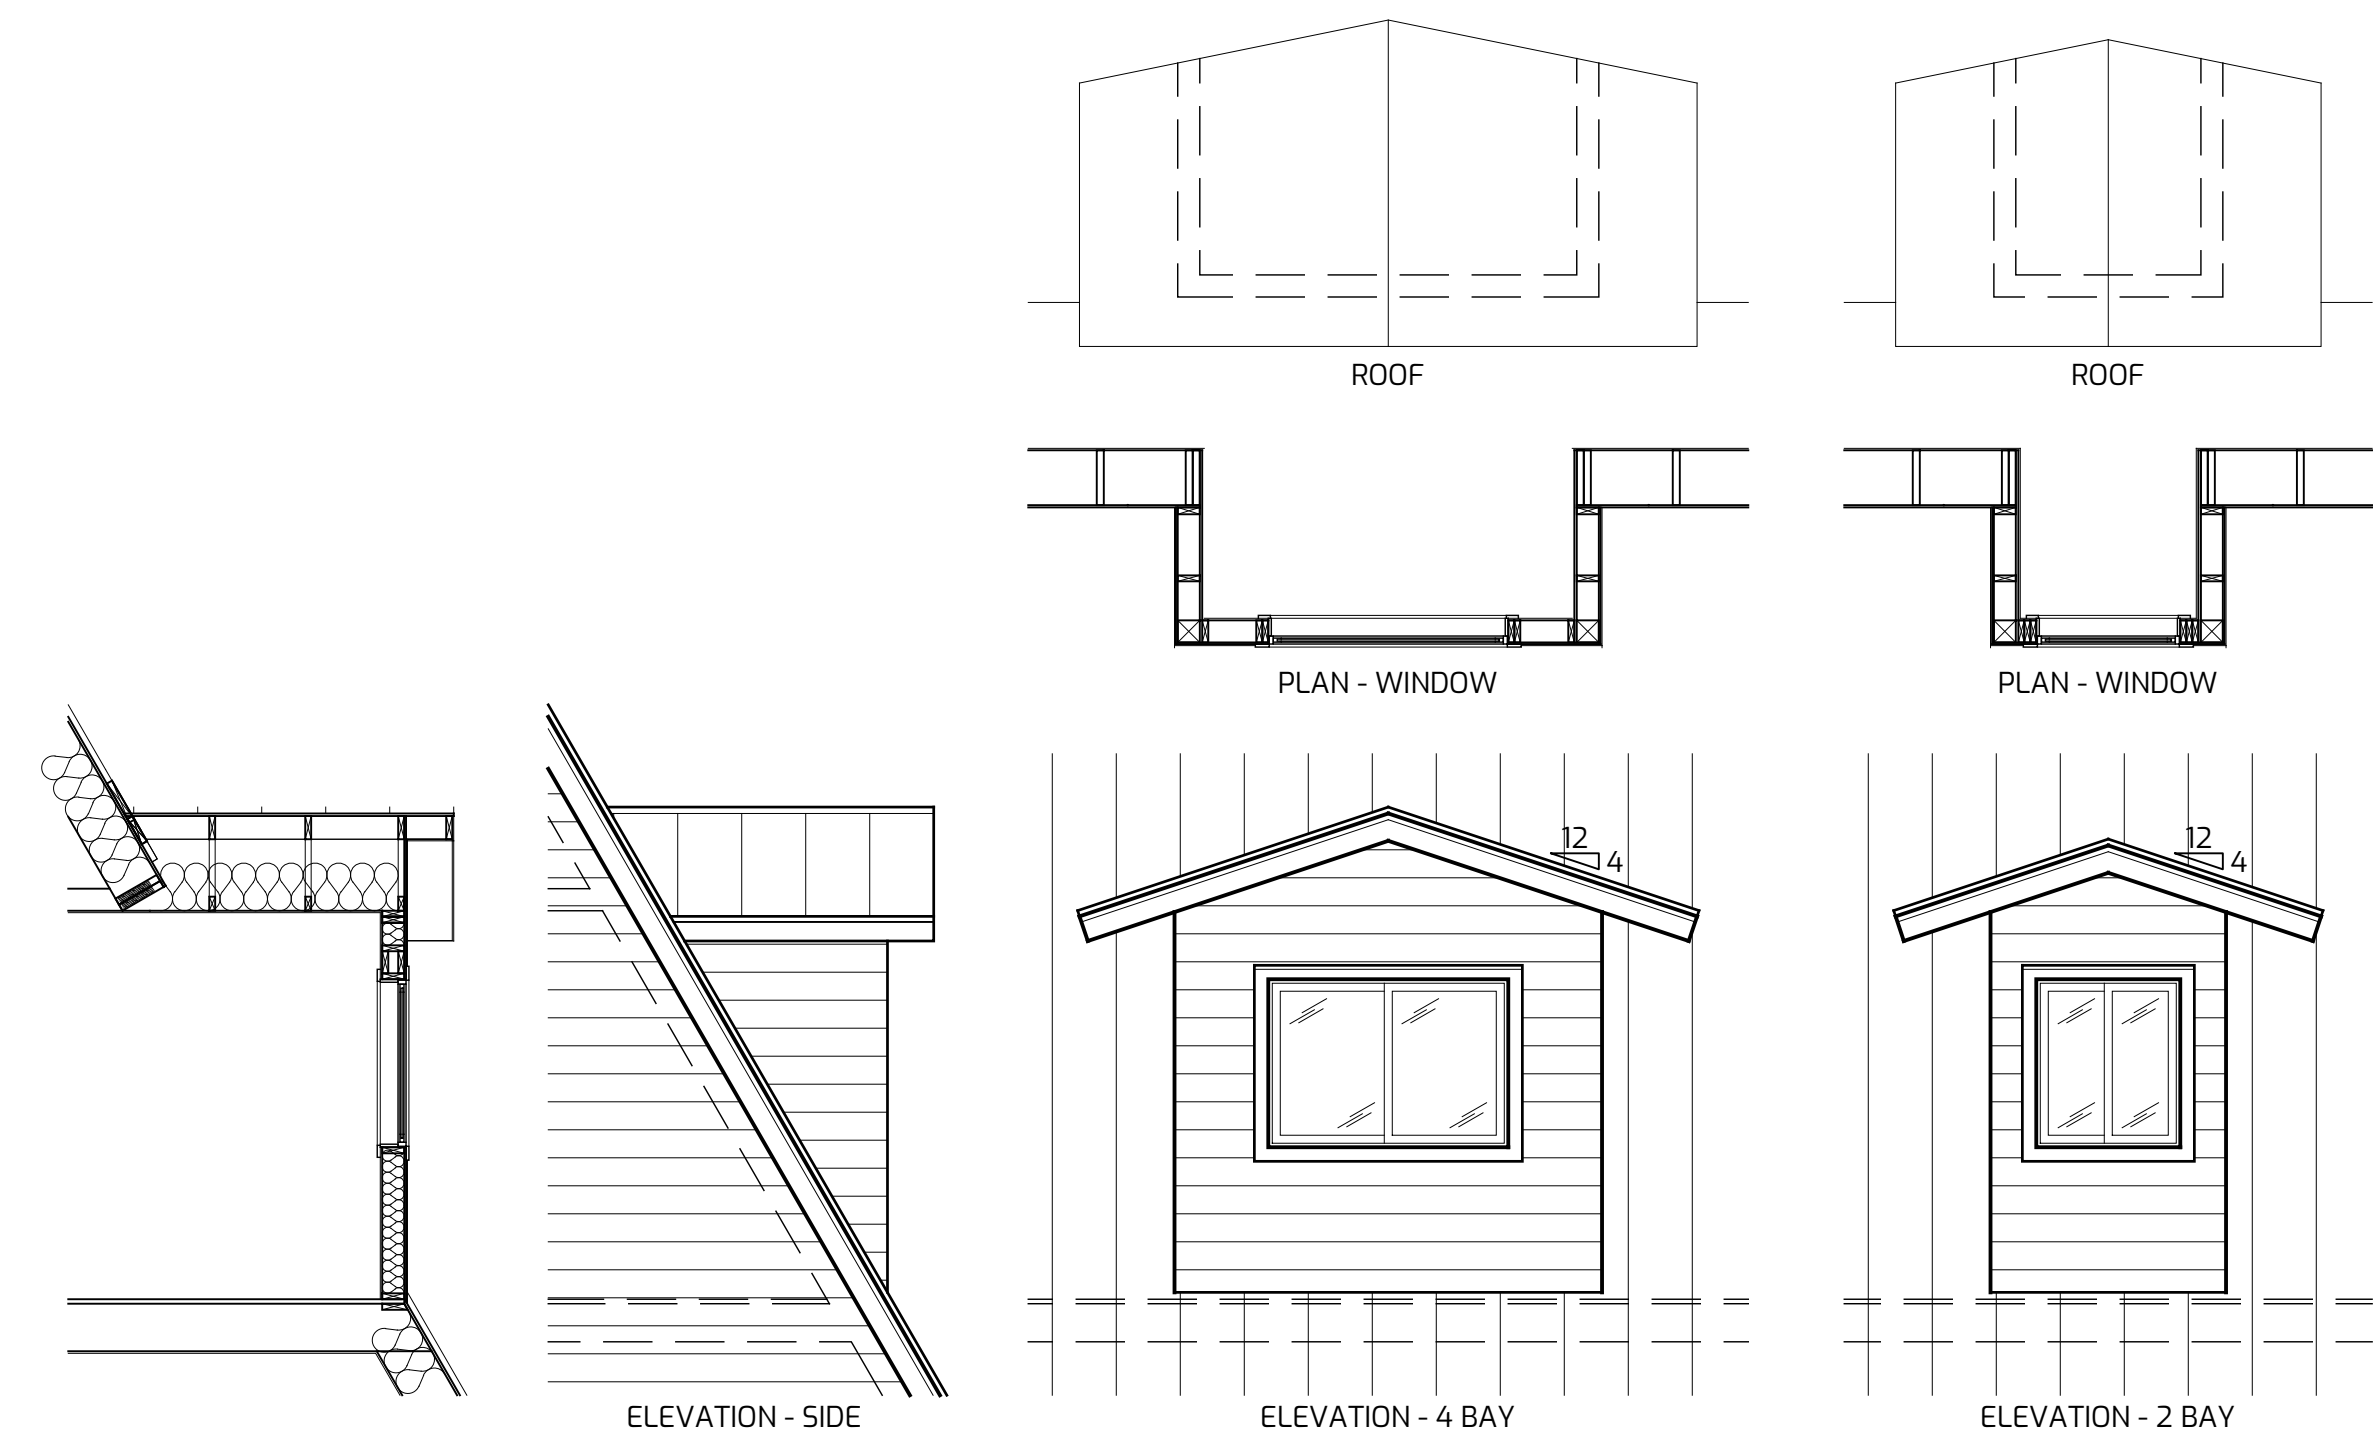 ROOF
ROOF
PLAN - WINDOW
PLAN - WINDOW
12
4
12
4
ELEVATION - SIDE
ELEVATION - 4 BAY
ELEVATION - 2 BAY